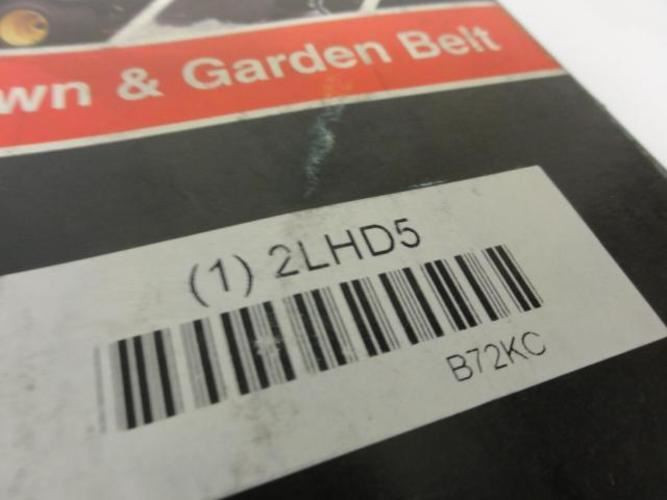 wn & Garden Belt
(1) 2LHD5
B72KC